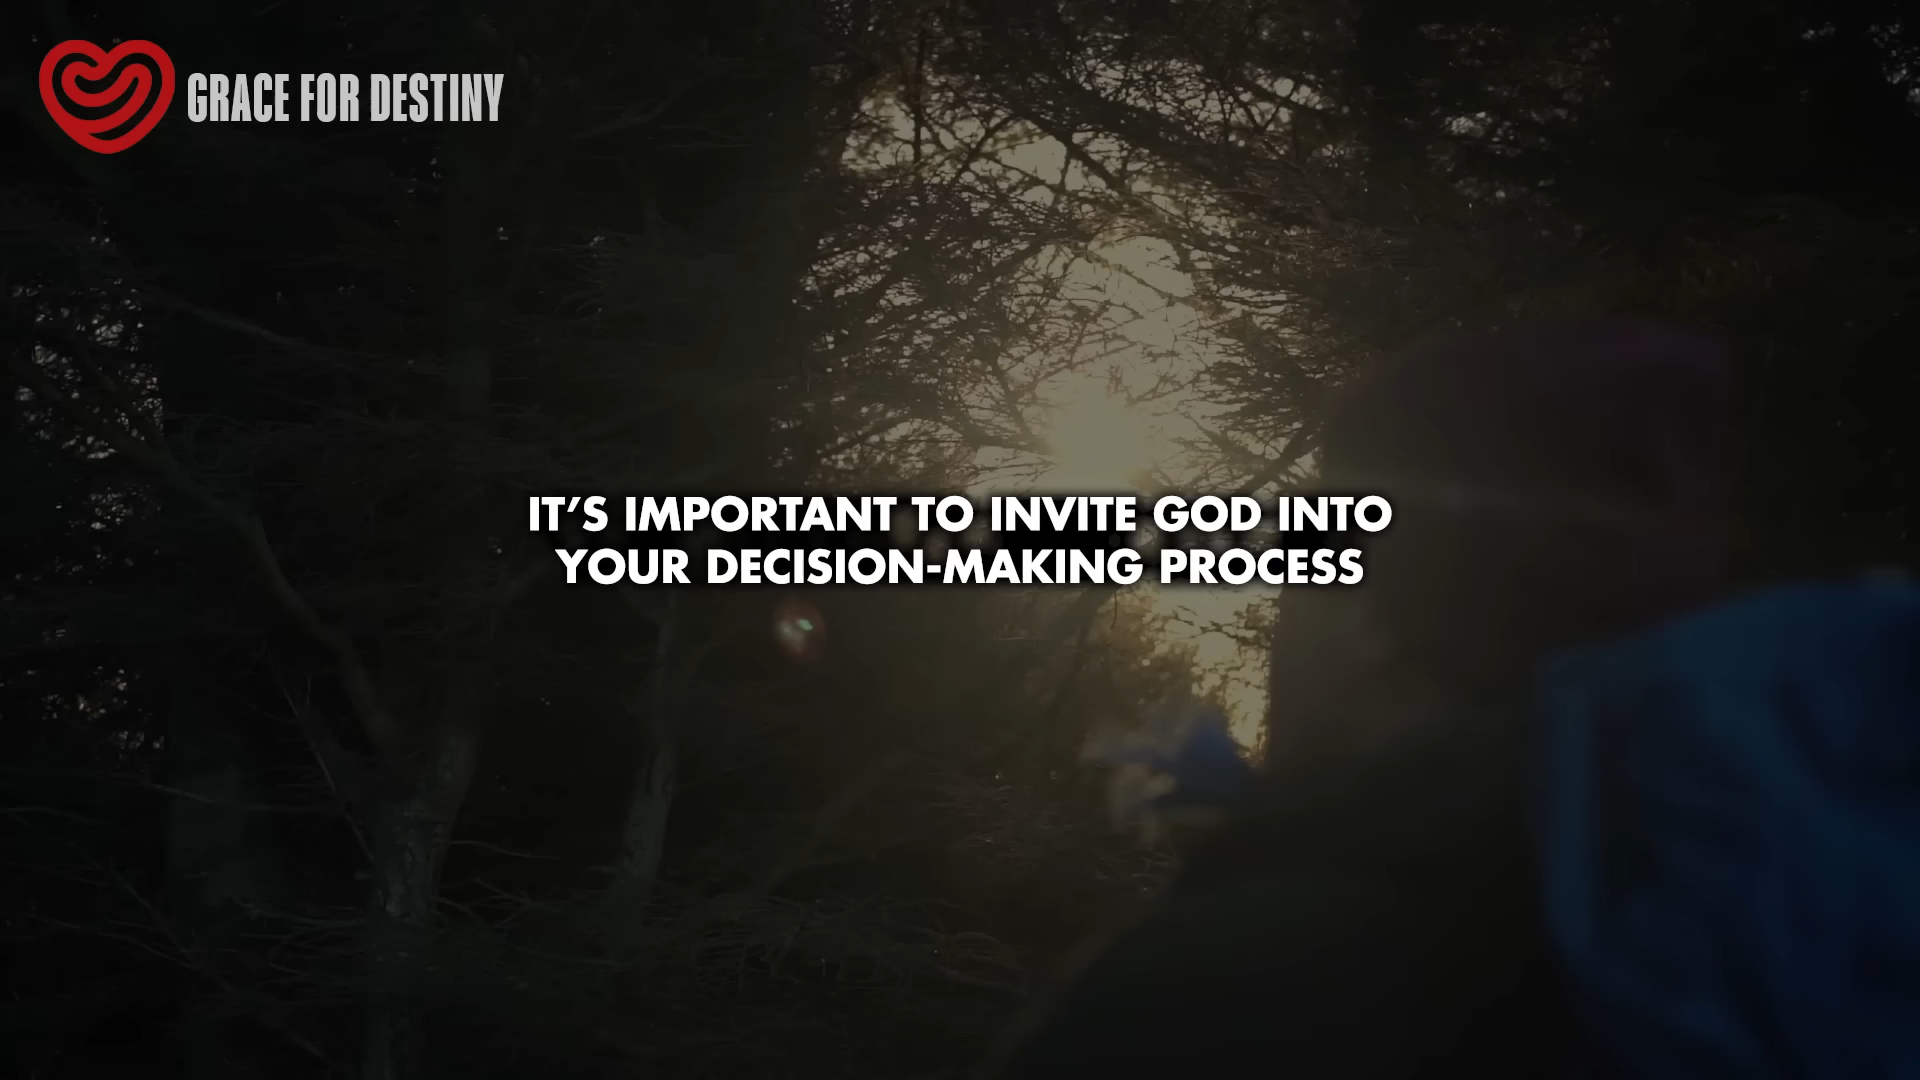 GRACE FOR DESTINY
IT’S IMPORTANT TO INVITE GOD INTO
YOUR DECISION-MAKING PROCESS